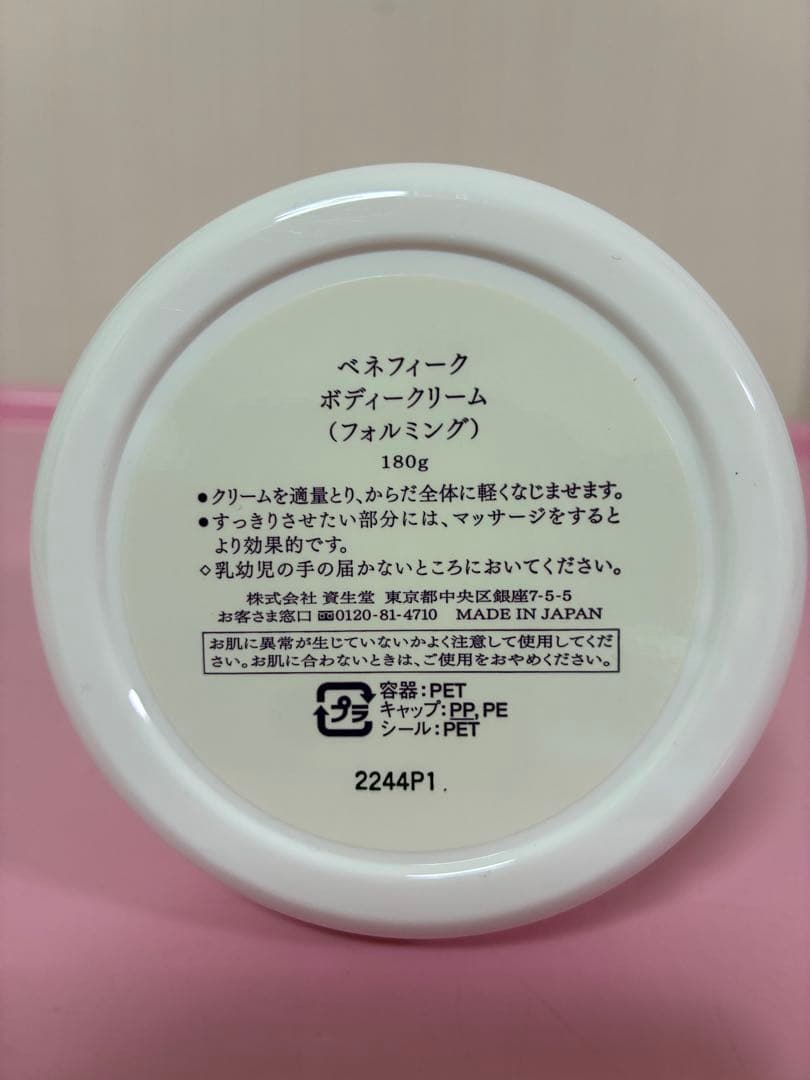 ベネフィーク
ボディークリーム
（フォルミング）
180g
●クリームを適量とり、からだ全体に軽くなじませます。
●すっきりさせたい部分には、マッサージをすると
より効果的です。
◇乳幼児の手の届かないところにおいてください。
株式会社 資生堂 東京都中央区銀座7-5-5
お客さま窓口 0120-81-4710 MADE IN JAPAN
お肌に異常が生じていないかよく注意して使用してくだ
さい。お肌に合わないときは、ご使用をおやめください。
プラ
容器：PET
キャップ：PP, PE
シール：PET
2244P1.